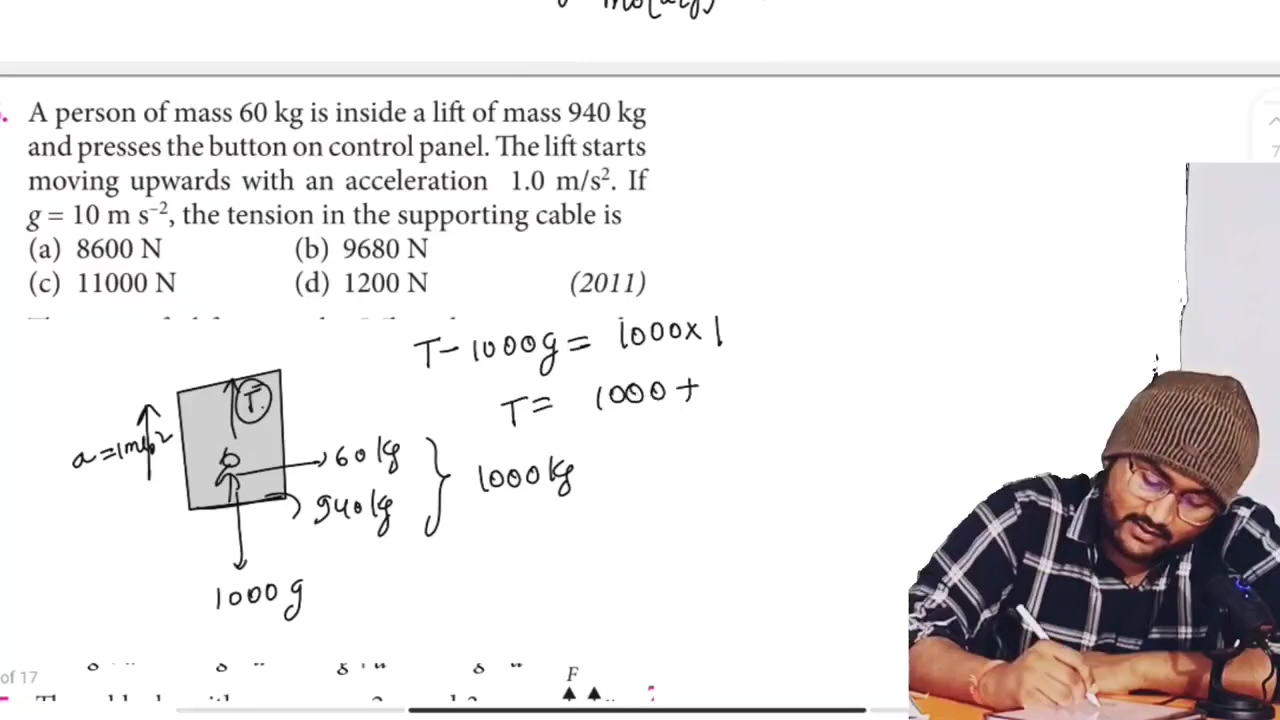 A person of mass 60 kg is inside a lift of mass 940 kg
and presses the button on control panel. The lift starts
moving upwards with an acceleration 1.0 m/s². If
g = 10 m s⁻², the tension in the supporting cable is
(a) 8600 N (b) 9680 N
(c) 11000 N (d) 1200 N (2011)
T - 1000g = 1000 x 1
T = 1000 +
T
60 kg
940 kg
1000 kg
1000 g
of 17
F